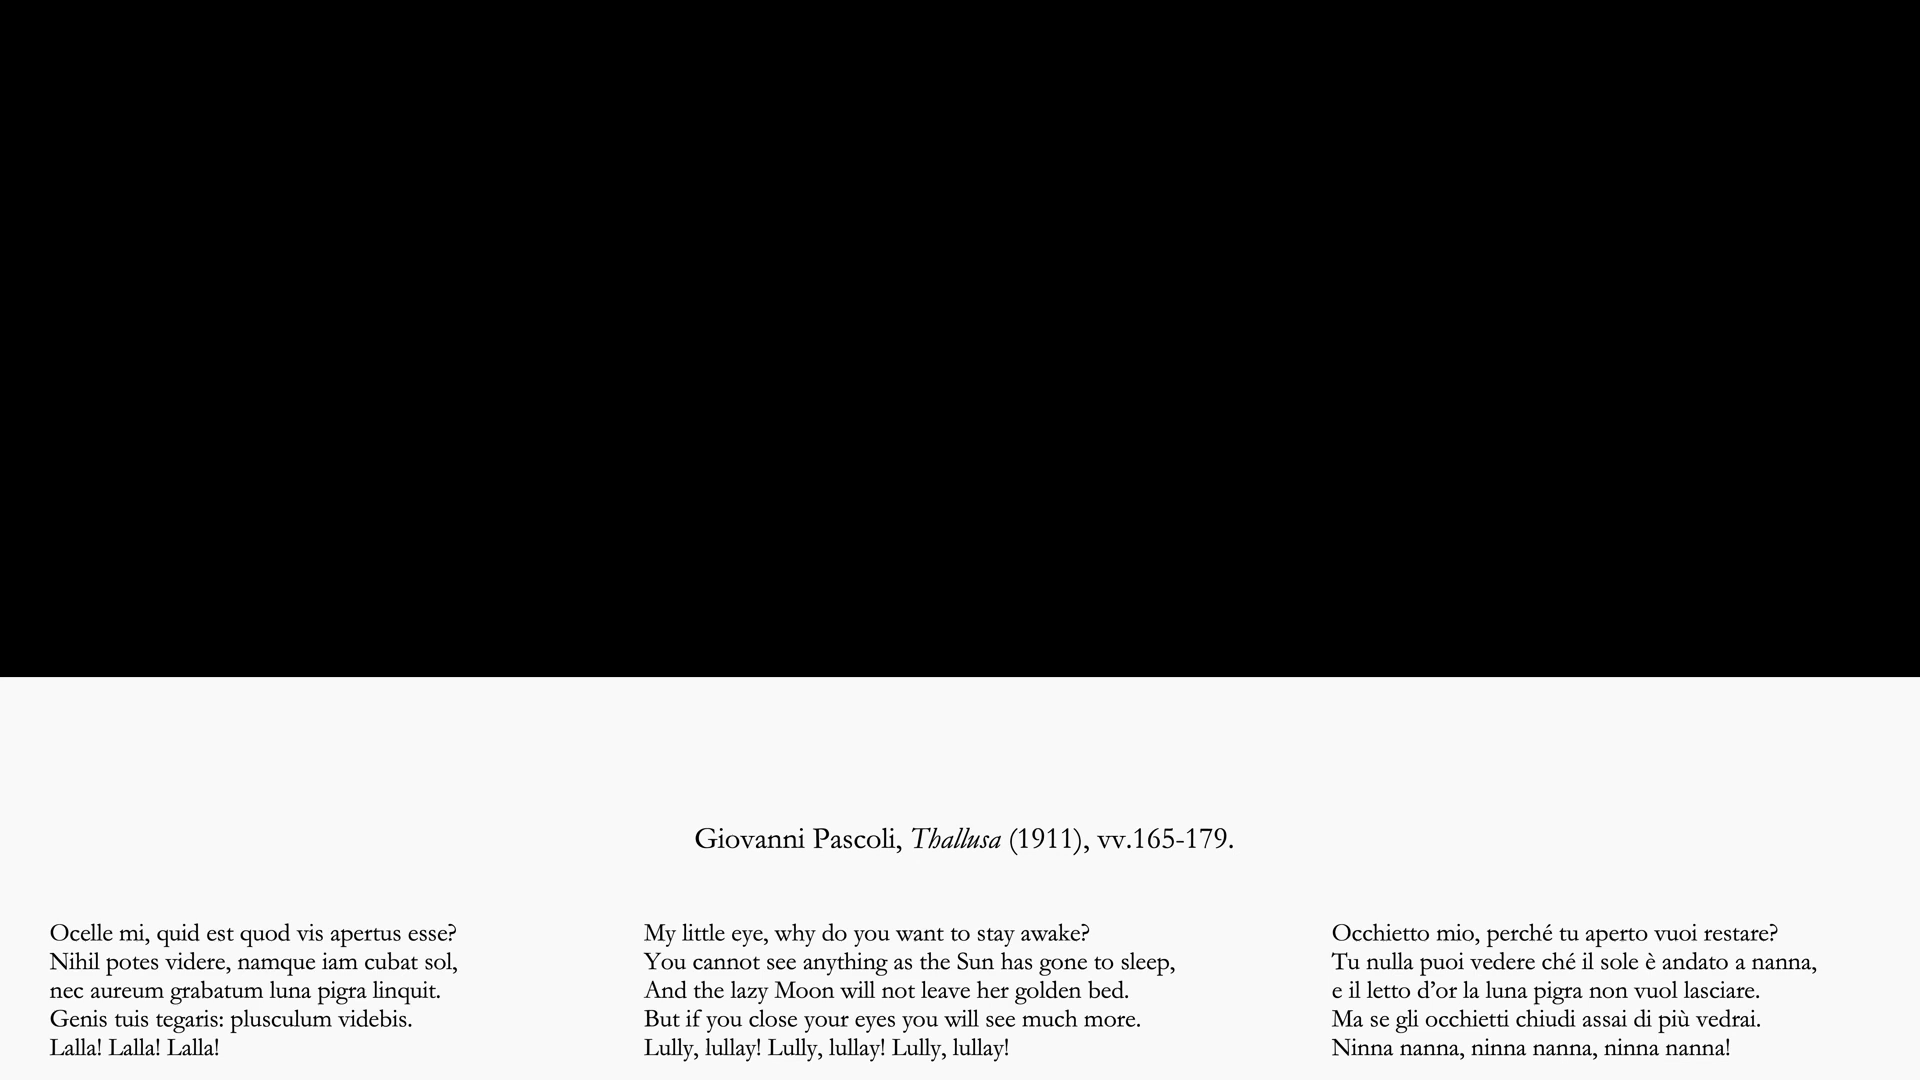 Giovanni Pascoli, Thallusa (1911), vv.165-179.
Ocelle mi, quid est quod vis apertus esse?
Nihil potes videre, namque iam cubat sol,
nec aureum grabatum luna pigra linquit.
Genis tuis tegaris: plusculum videbis.
Lalla! Lalla! Lalla!
My little eye, why do you want to stay awake?
You cannot see anything as the Sun has gone to sleep,
And the lazy Moon will not leave her golden bed.
But if you close your eyes you will see much more.
Lully, lullay! Lully, lullay! Lully, lullay!
Occhietto mio, perché tu aperto vuoi restare?
Tu nulla puoi vedere ché il sole è andato a nanna,
e il letto d’or la luna pigra non vuol lasciare.
Ma se gli occhietti chiudi assai di più vedrai.
Ninna nanna, ninna nanna, ninna nanna!